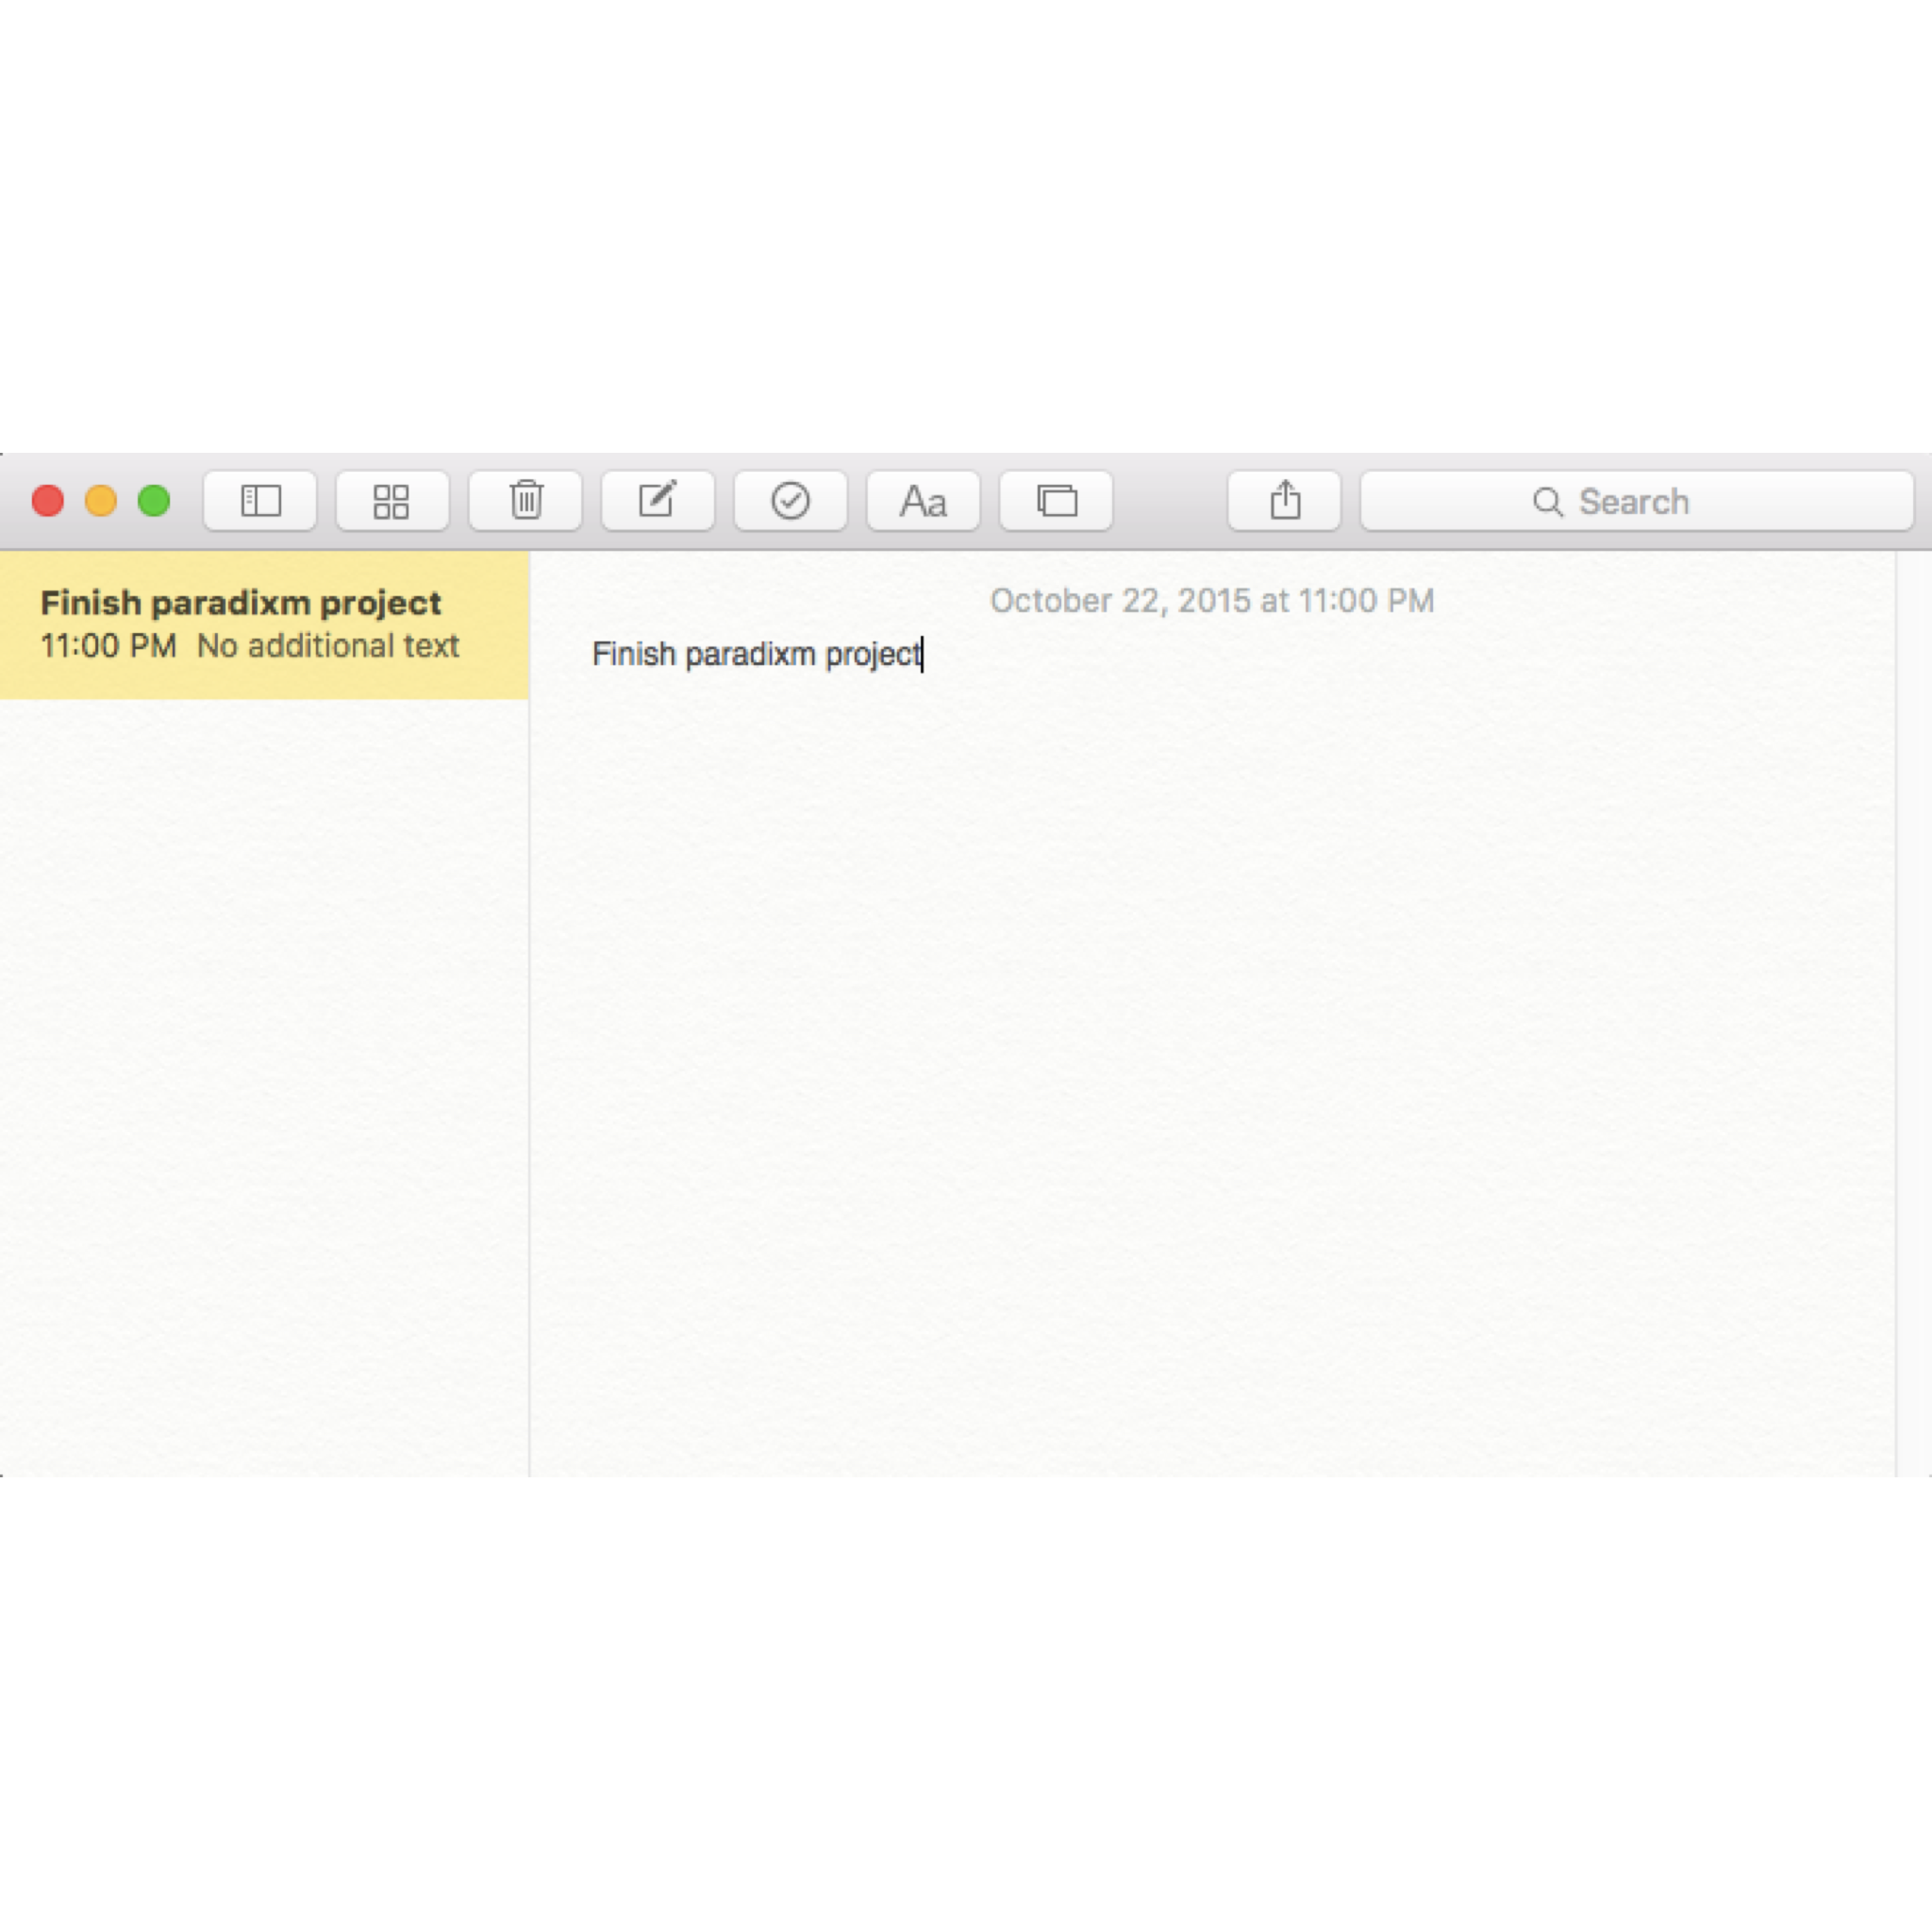 Aa
Search
Finish paradixm project
11:00 PM No additional text
October 22, 2015 at 11:00 PM
Finish paradixm project